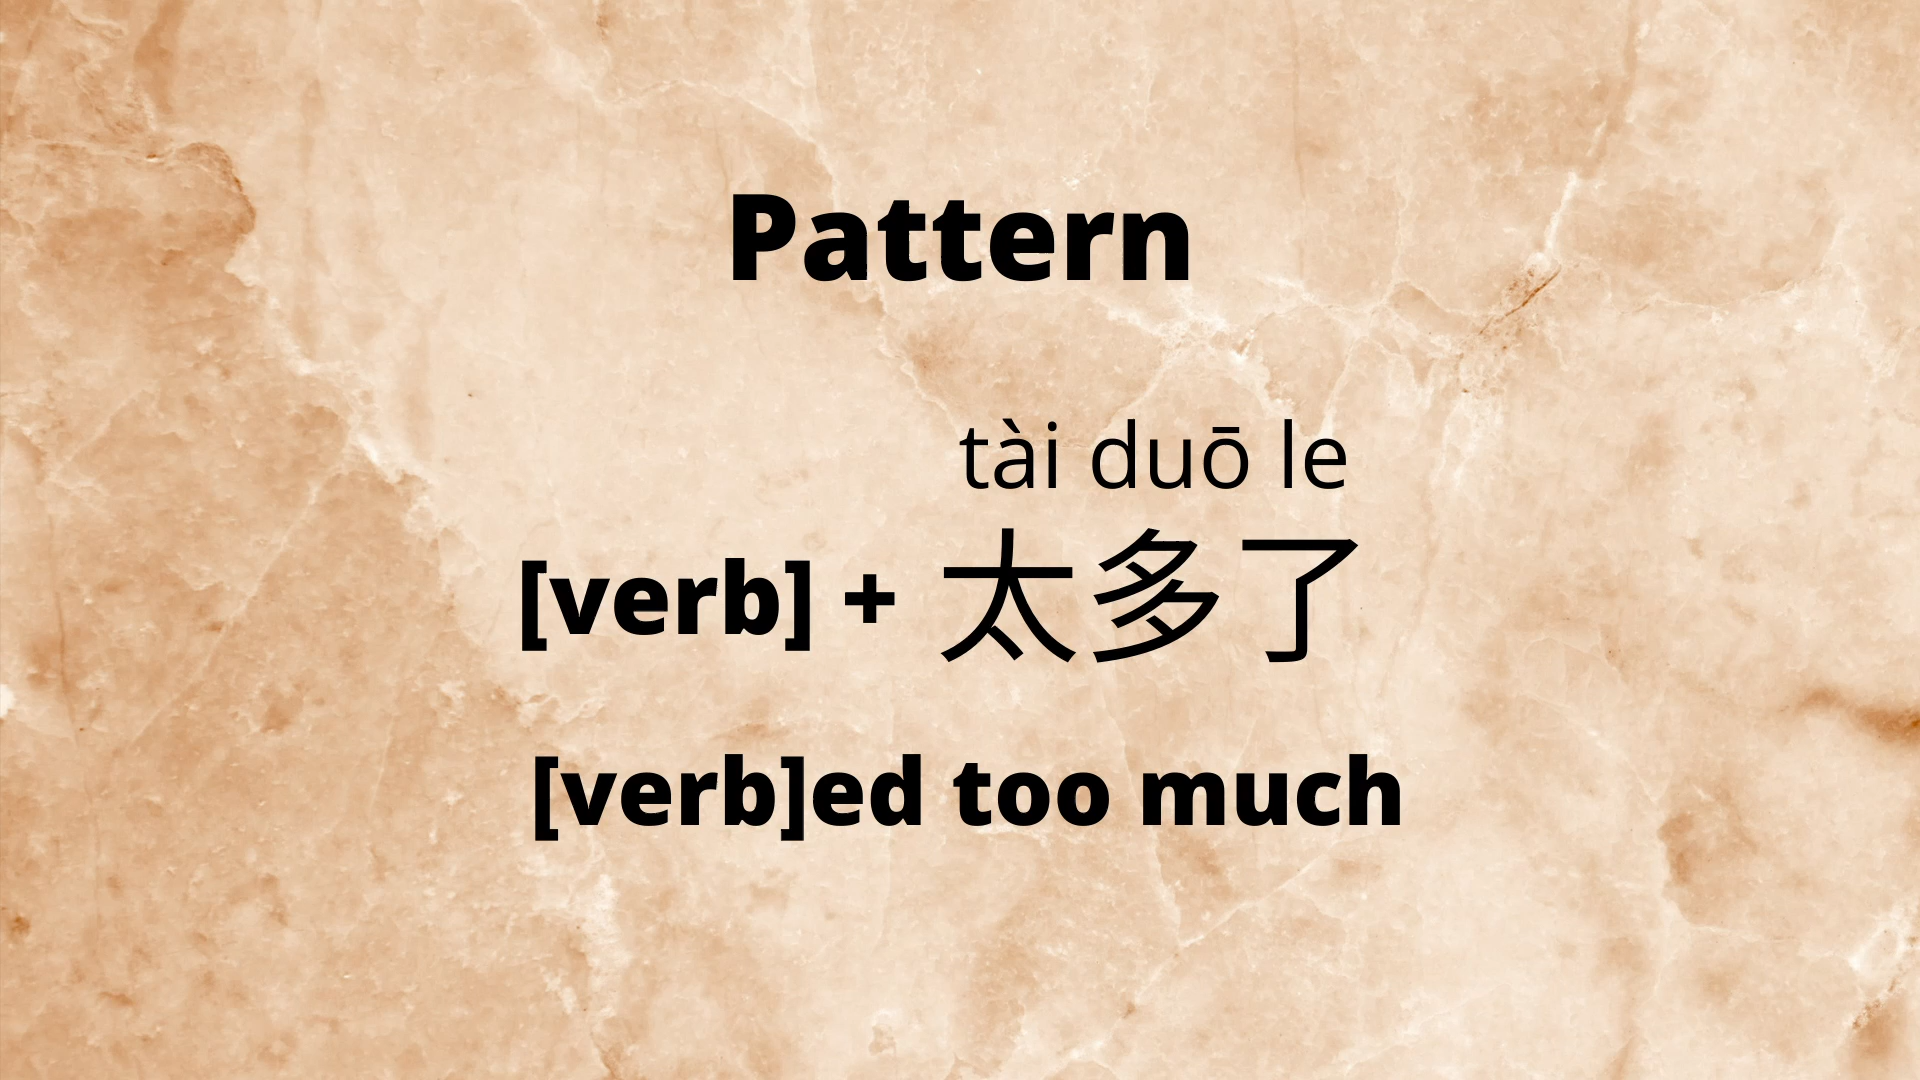 Pattern
tài duō le
[verb] + 太多了
[verb]ed too much